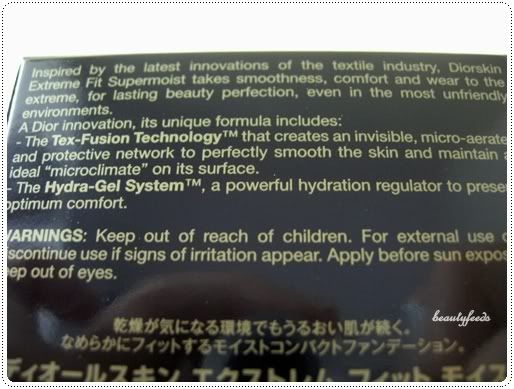 Inspired by the latest innovations of the textile industry, Diorskin
Extreme Fit Supermoist takes smoothness, comfort and wear to the
extreme, for lasting beauty perfection, even in the most unfriendly
environments.
A Dior innovation, its unique formula includes:
- The Tex-Fusion Technology™ that creates an invisible, micro-aerate
and protective network to perfectly smooth the skin and maintain a
ideal “microclimate” on its surface.
- The Hydra-Gel System™, a powerful hydration regulator to prese
optimum comfort.
WARNINGS: Keep out of reach of children. For external use o
iscontinue use if signs of irritation appear. Apply before sun expos
eep out of eyes.
beautyfeeds
乾燥が気になる環境でもうるおい肌が続く。
なめらかにフィットするモイストコンパクトファンデーション。
ディオールスキン エクストレム フィット モイス